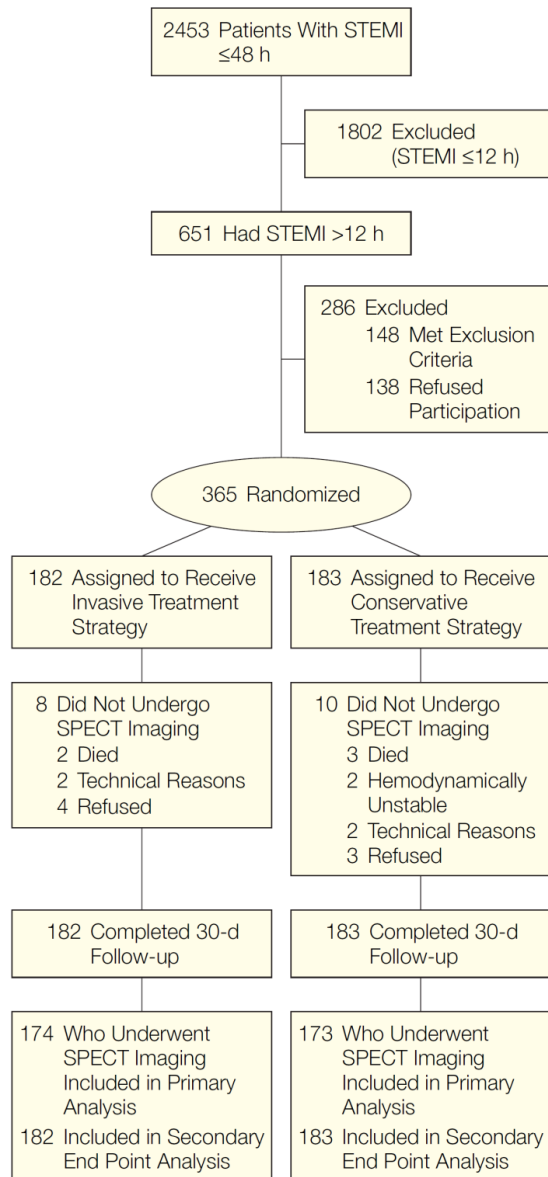 2453 Patients With STEMI
≤48 h
1802 Excluded
(STEMI ≤12 h)
651 Had STEMI >12 h
286 Excluded
148 Met Exclusion
Criteria
138 Refused
Participation
365 Randomized
182 Assigned to Receive
Invasive Treatment
Strategy
183 Assigned to Receive
Conservative
Treatment Strategy
8 Did Not Undergo
SPECT Imaging
2 Died
2 Technical Reasons
4 Refused
10 Did Not Undergo
SPECT Imaging
3 Died
2 Hemodynamically
Unstable
2 Technical Reasons
3 Refused
182 Completed 30-d
Follow-up
183 Completed 30-d
Follow-up
174 Who Underwent
SPECT Imaging
Included in Primary
Analysis
182 Included in Secondary
End Point Analysis
173 Who Underwent
SPECT Imaging
Included in Primary
Analysis
183 Included in Secondary
End Point Analysis